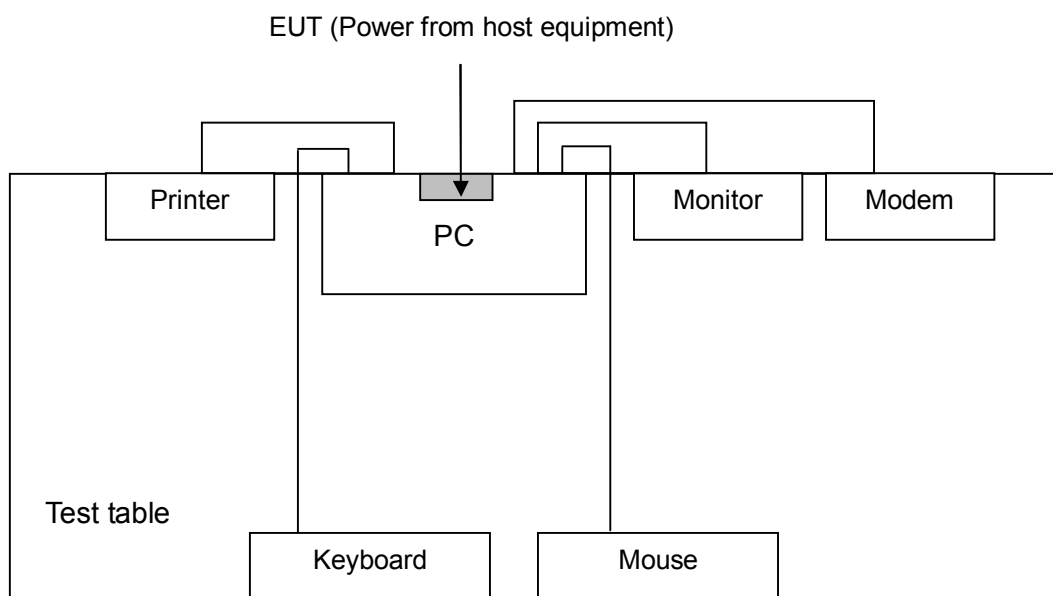 EUT (Power from host equipment)
Printer
PC
Monitor
Modem
Test table
Keyboard
Mouse